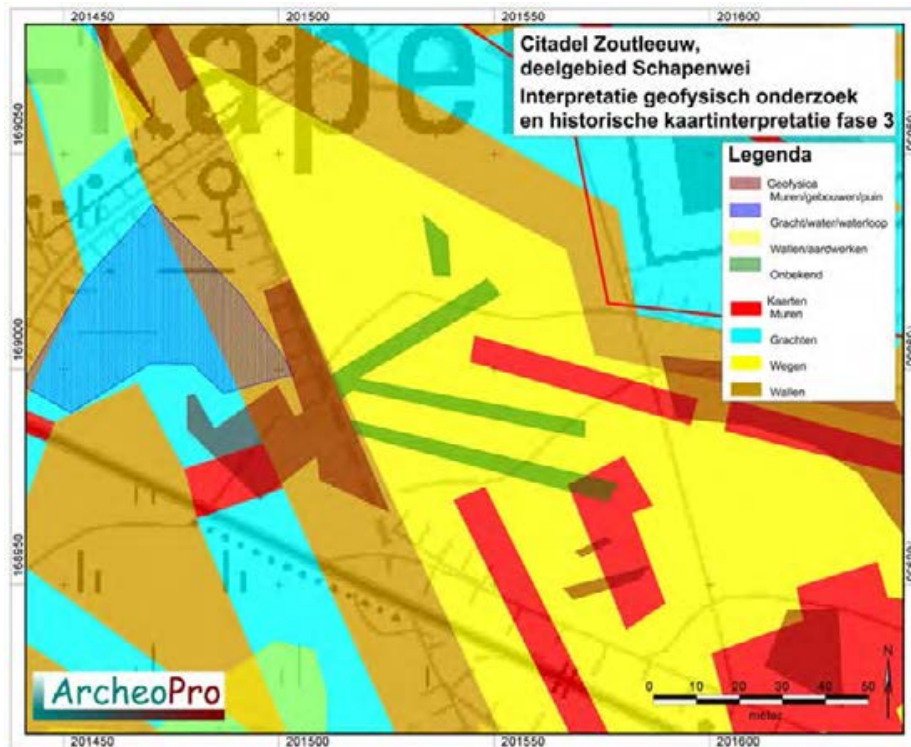 201450 201500 201550 201600
-kapel
Citadel Zoutleeuw,
deelgebied Schapenwei
Interpretatie geofysisch onderzoek
en historische kaartinterpretatie fase 3
Legenda
Geofysica
Muren/gebouwen/puin
Gracht/water/waterloop
Wallen/aardwerken
Onbekend
Kaarten
Muren
Grachten
Wegen
Wallen
169050
169000
168950
ArcheoPro
N
0 10 20 30 40 50
meter
201450 201500 201550 201600